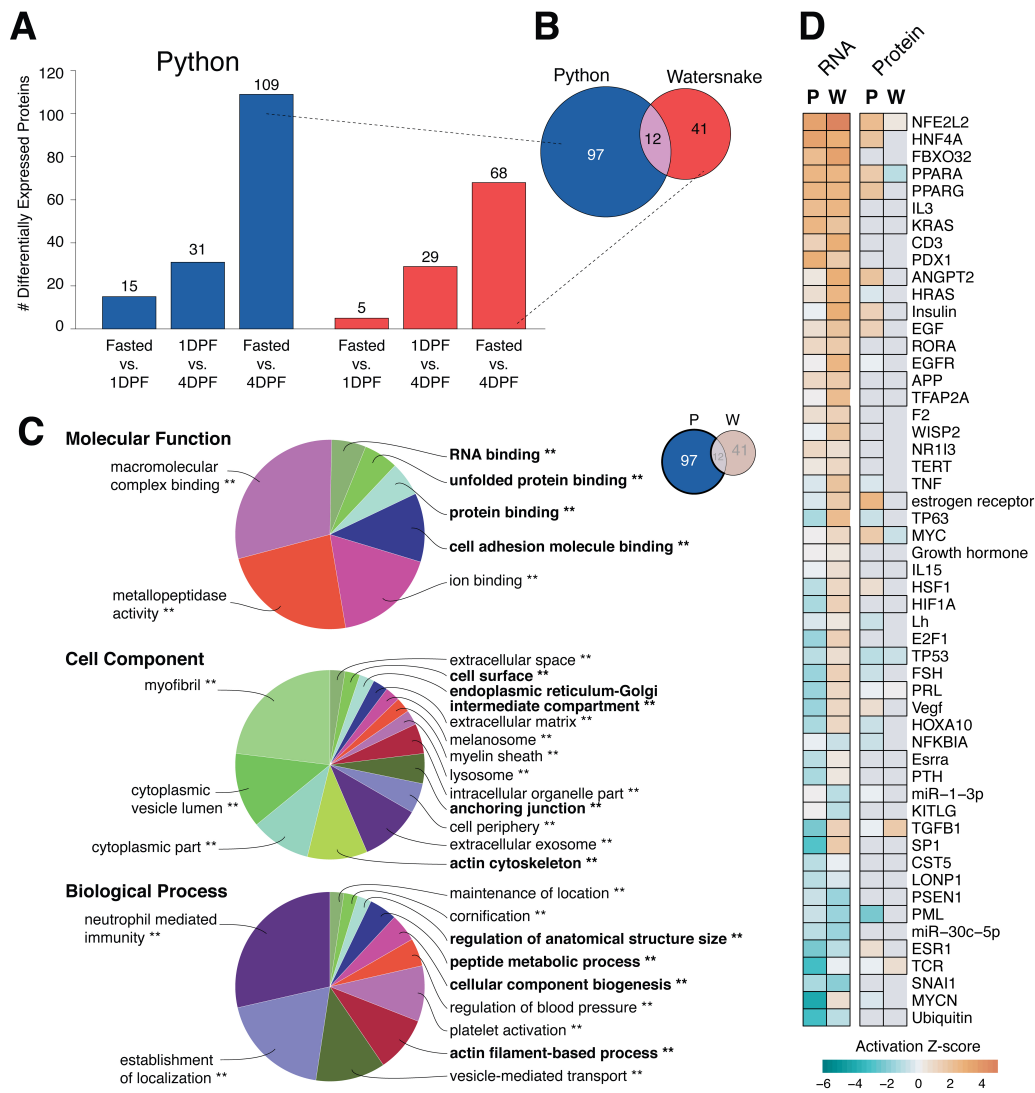 A
Python
# Differentially Expressed Proteins
120
100
80
60
40
20
0
15
31
109
5
29
68
Fasted
vs.
1DPF
1DPF
vs.
4DPF
Fasted
vs.
4DPF
Fasted
vs.
1DPF
1DPF
vs.
4DPF
Fasted
vs.
4DPF
B
Python
Watersnake
97
12
41
C
P
W
97
12
41
Molecular Function
macromolecular
complex binding **
metallopeptidase
activity **
RNA binding **
unfolded protein binding **
protein binding **
cell adhesion molecule binding **
ion binding **
Cell Component
myofibril **
cytoplasmic
vesicle lumen **
cytoplasmic part **
extracellular space **
cell surface **
endoplasmic reticulum-Golgi
intermediate compartment **
extracellular matrix **
melanosome **
myelin sheath **
lysosome **
intracellular organelle part **
anchoring junction **
cell periphery **
extracellular exosome **
actin cytoskeleton **
Biological Process
neutrophil mediated
immunity **
establishment
of localization **
maintenance of location **
cornification **
regulation of anatomical structure size **
peptide metabolic process **
cellular component biogenesis **
regulation of blood pressure **
platelet activation **
actin filament-based process **
vesicle-mediated transport **
D
RNA
Protein
P W P W
NFE2L2
HNF4A
FBXO32
PPARA
PPARG
IL3
KRAS
CD3
PDX1
ANGPT2
HRAS
Insulin
EGF
RORA
EGFR
APP
TFAP2A
F2
WISP2
NR1I3
TERT
TNF
estrogen receptor
TP63
MYC
Growth hormone
IL15
HSF1
HIF1A
Lh
E2F1
TP53
FSH
PRL
Vegf
HOXA10
NFKBIA
Esrra
PTH
miR−1−3p
KITLG
TGFB1
SP1
CST5
LONP1
PSEN1
PML
miR−30c−5p
ESR1
TCR
SNAI1
MYCN
Ubiquitin
Activation Z-score
−6 −4 −2 0 2 4